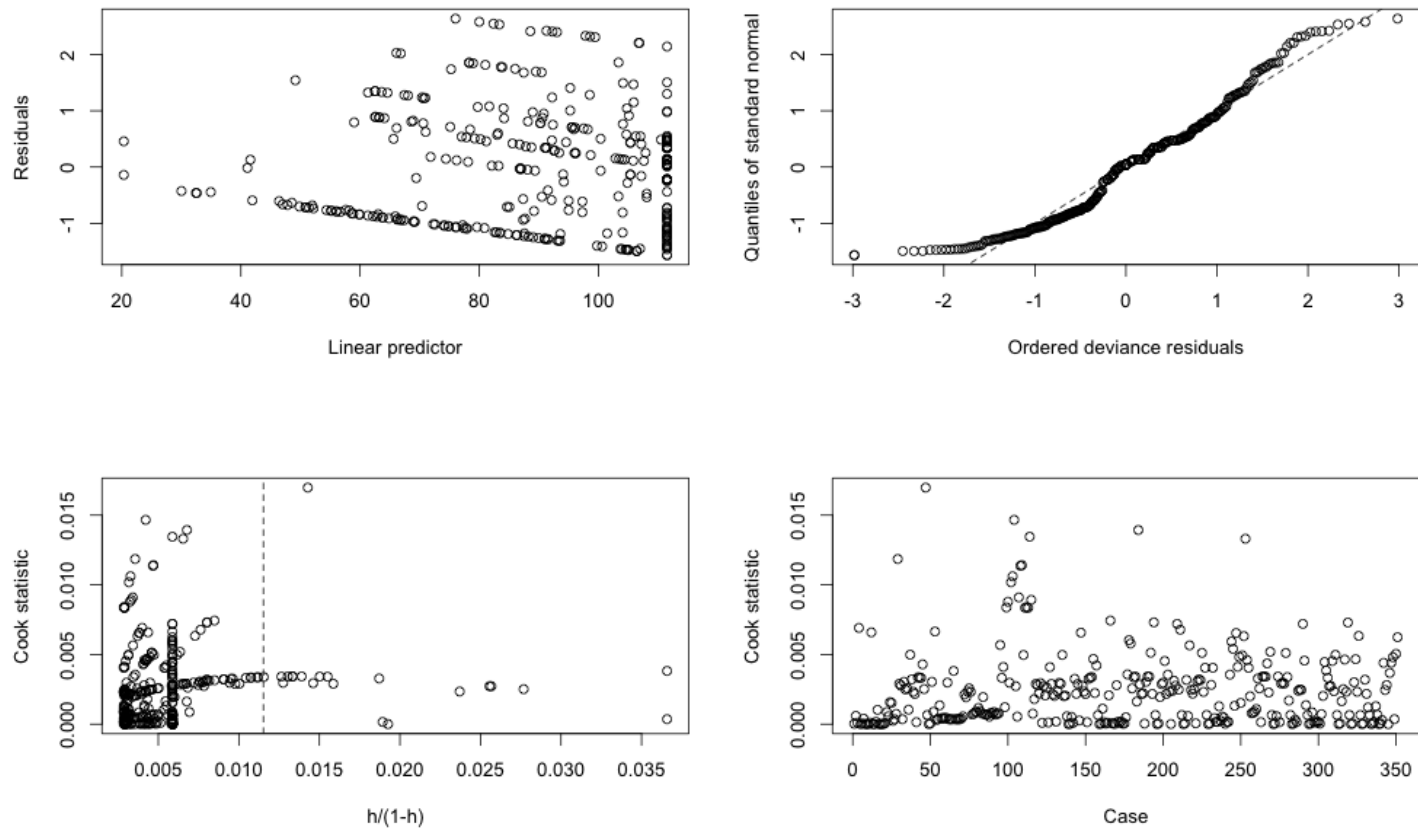 Residuals
2
1
0
-1
20 40 60 80 100
Linear predictor
Quantiles of standard normal
2
1
0
-1
-3 -2 -1 0 1 2 3
Ordered deviance residuals
Cook statistic
0.015
0.010
0.005
0.000
0.005 0.010 0.015 0.020 0.025 0.030 0.035
h/(1-h)
Cook statistic
0.015
0.010
0.005
0.000
0 50 100 150 200 250 300 350
Case